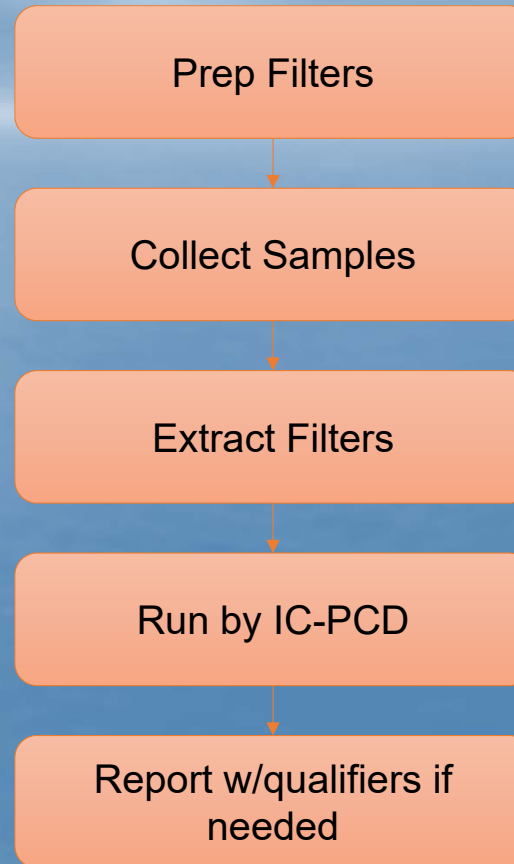 Prep Filters
Collect Samples
Extract Filters
Run by IC-PCD
Report w/qualifiers if
needed